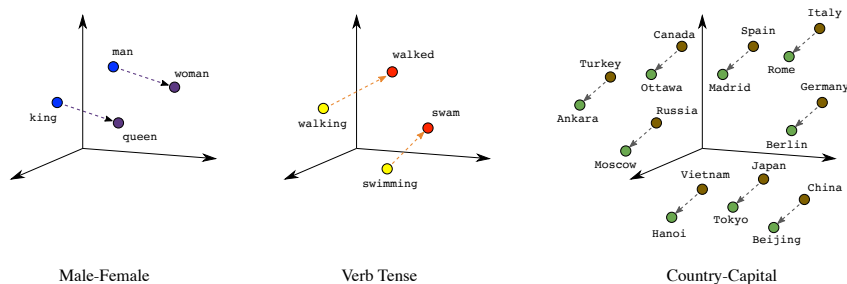 man
woman
king
queen
Male-Female
walked
walking
swam
swimming
Verb Tense
Italy
Canada
Spain
Rome
Turkey
Ottawa
Madrid
Germany
Ankara
Russia
Berlin
Moscow
Vietnam
Japan
China
Hanoi
Tokyo
Beijing
Country-Capital